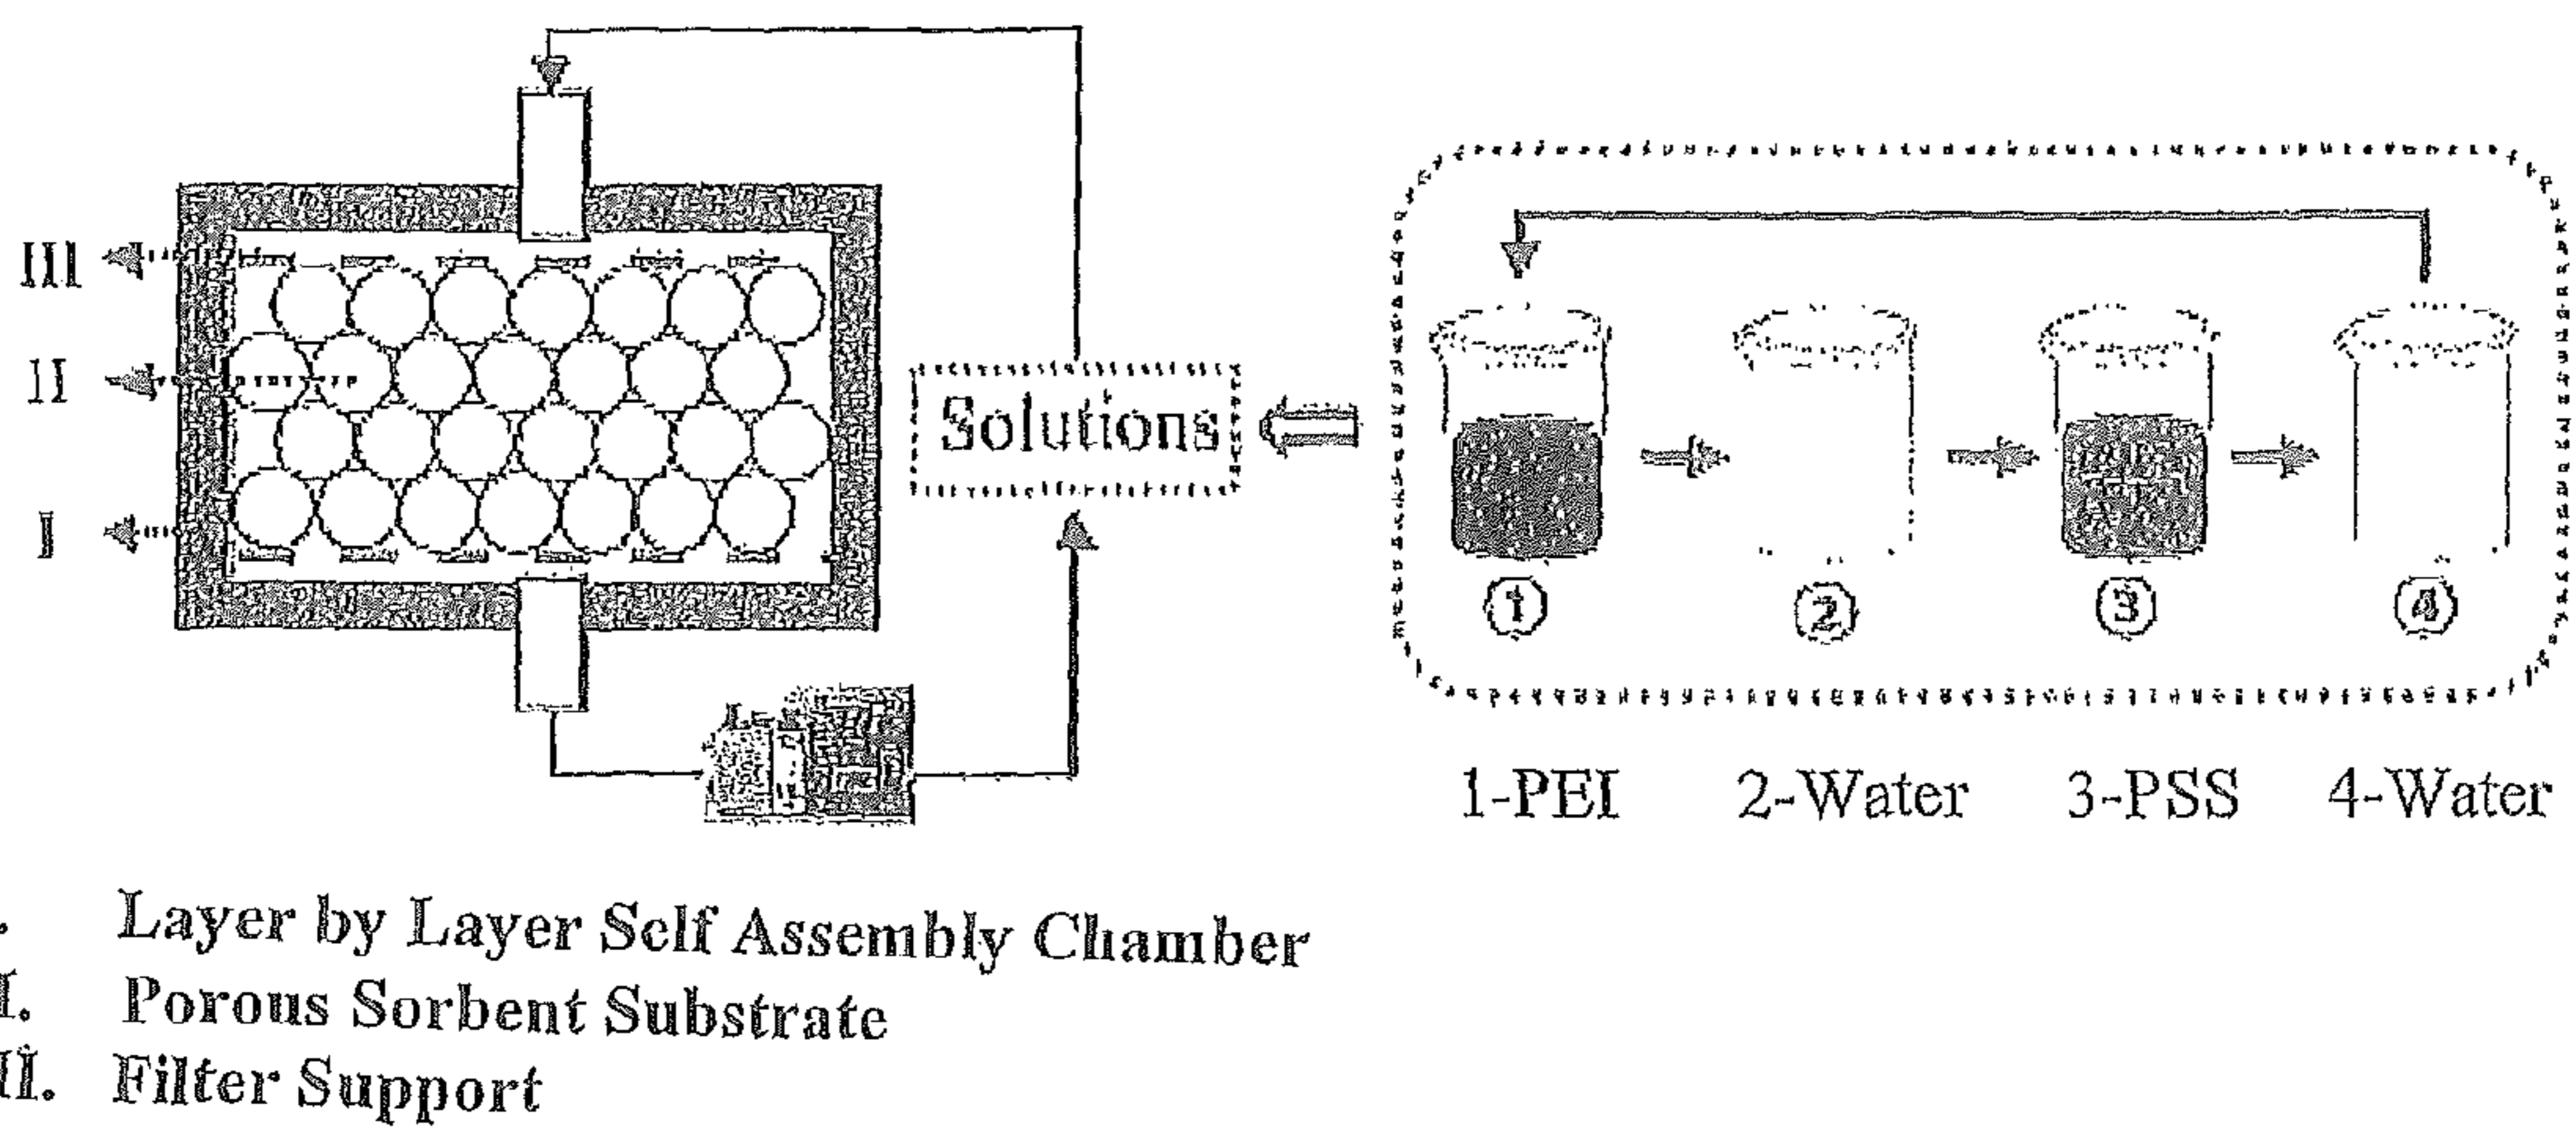 III
II
I
Solutions
1
2
3
4
1-PEI 2-Water 3-PSS 4-Water
. Layer by Layer Self Assembly Chamber
I. Porous Sorbent Substrate
II. Filter Support